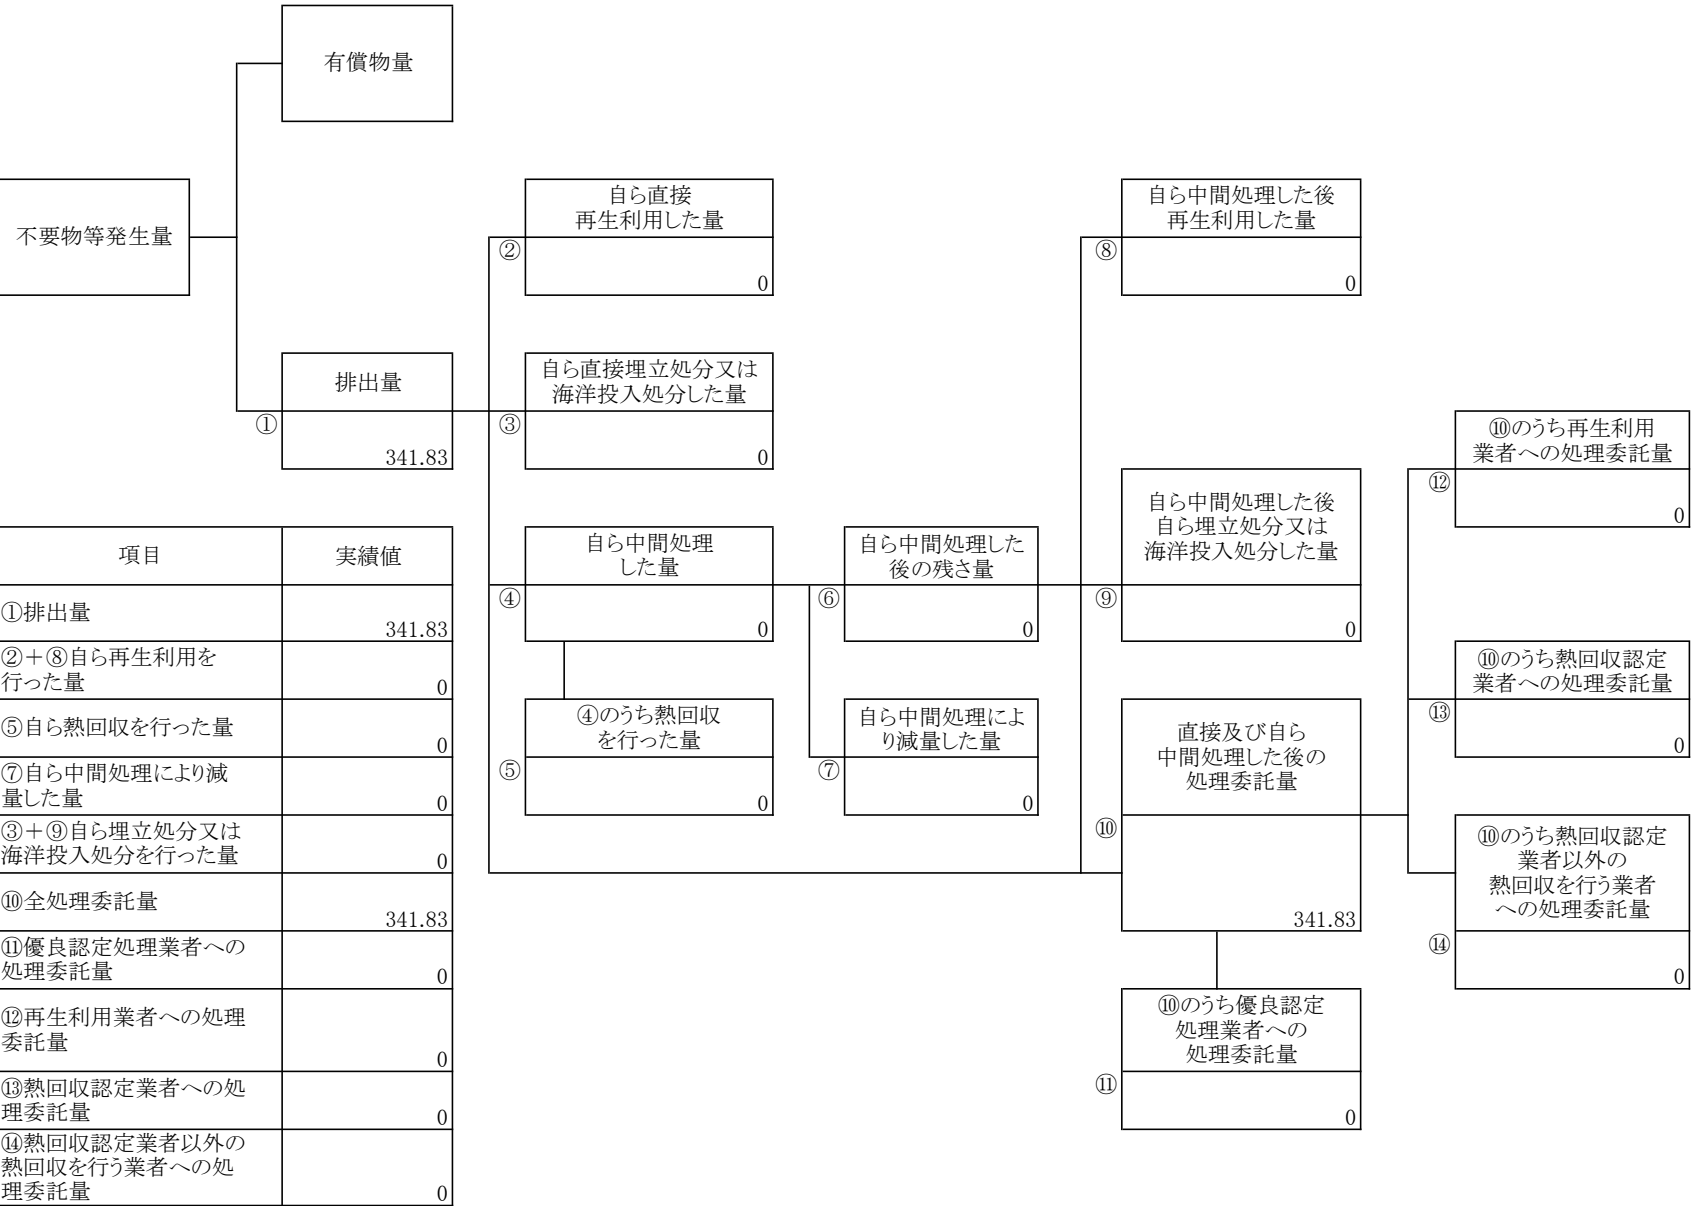 有償物量
不要物等発生量
自ら直接
再生利用した量
②
0
自ら中間処理した後
再生利用した量
⑧
0
排出量
①
341.83
自ら直接埋立処分又は
海洋投入処分した量
③
0
⑩のうち再生利用
業者への処理委託量
⑫
0
自ら中間処理
した量
④
0
自ら中間処理した
後の残さ量
⑥
0
自ら中間処理した後
自ら埋立処分又は
海洋投入処分した量
⑨
0
⑩のうち熱回収認定
業者への処理委託量
⑬
0
④のうち熱回収
を行った量
⑤
0
自ら中間処理によ
り減量した量
⑦
0
直接及び自ら
中間処理した後の
処理委託量
⑩
341.83
⑩のうち熱回収認定
業者以外の
熱回収を行う業者
への処理委託量
⑭
0
⑩のうち優良認定
処理業者への
処理委託量
⑪
0
項目 実績値
①排出量
341.83
②＋⑧自ら再生利用を
行った量
0
⑤自ら熱回収を行った量
0
⑦自ら中間処理により減
量した量
0
③＋⑨自ら埋立処分又は
海洋投入処分を行った量
0
⑩全処理委託量
341.83
⑪優良認定処理業者への
処理委託量
0
⑫再生利用業者への処理
委託量
0
⑬熱回収認定業者への処
理委託量
0
⑭熱回収認定業者以外の
熱回収を行う業者への処
理委託量
0